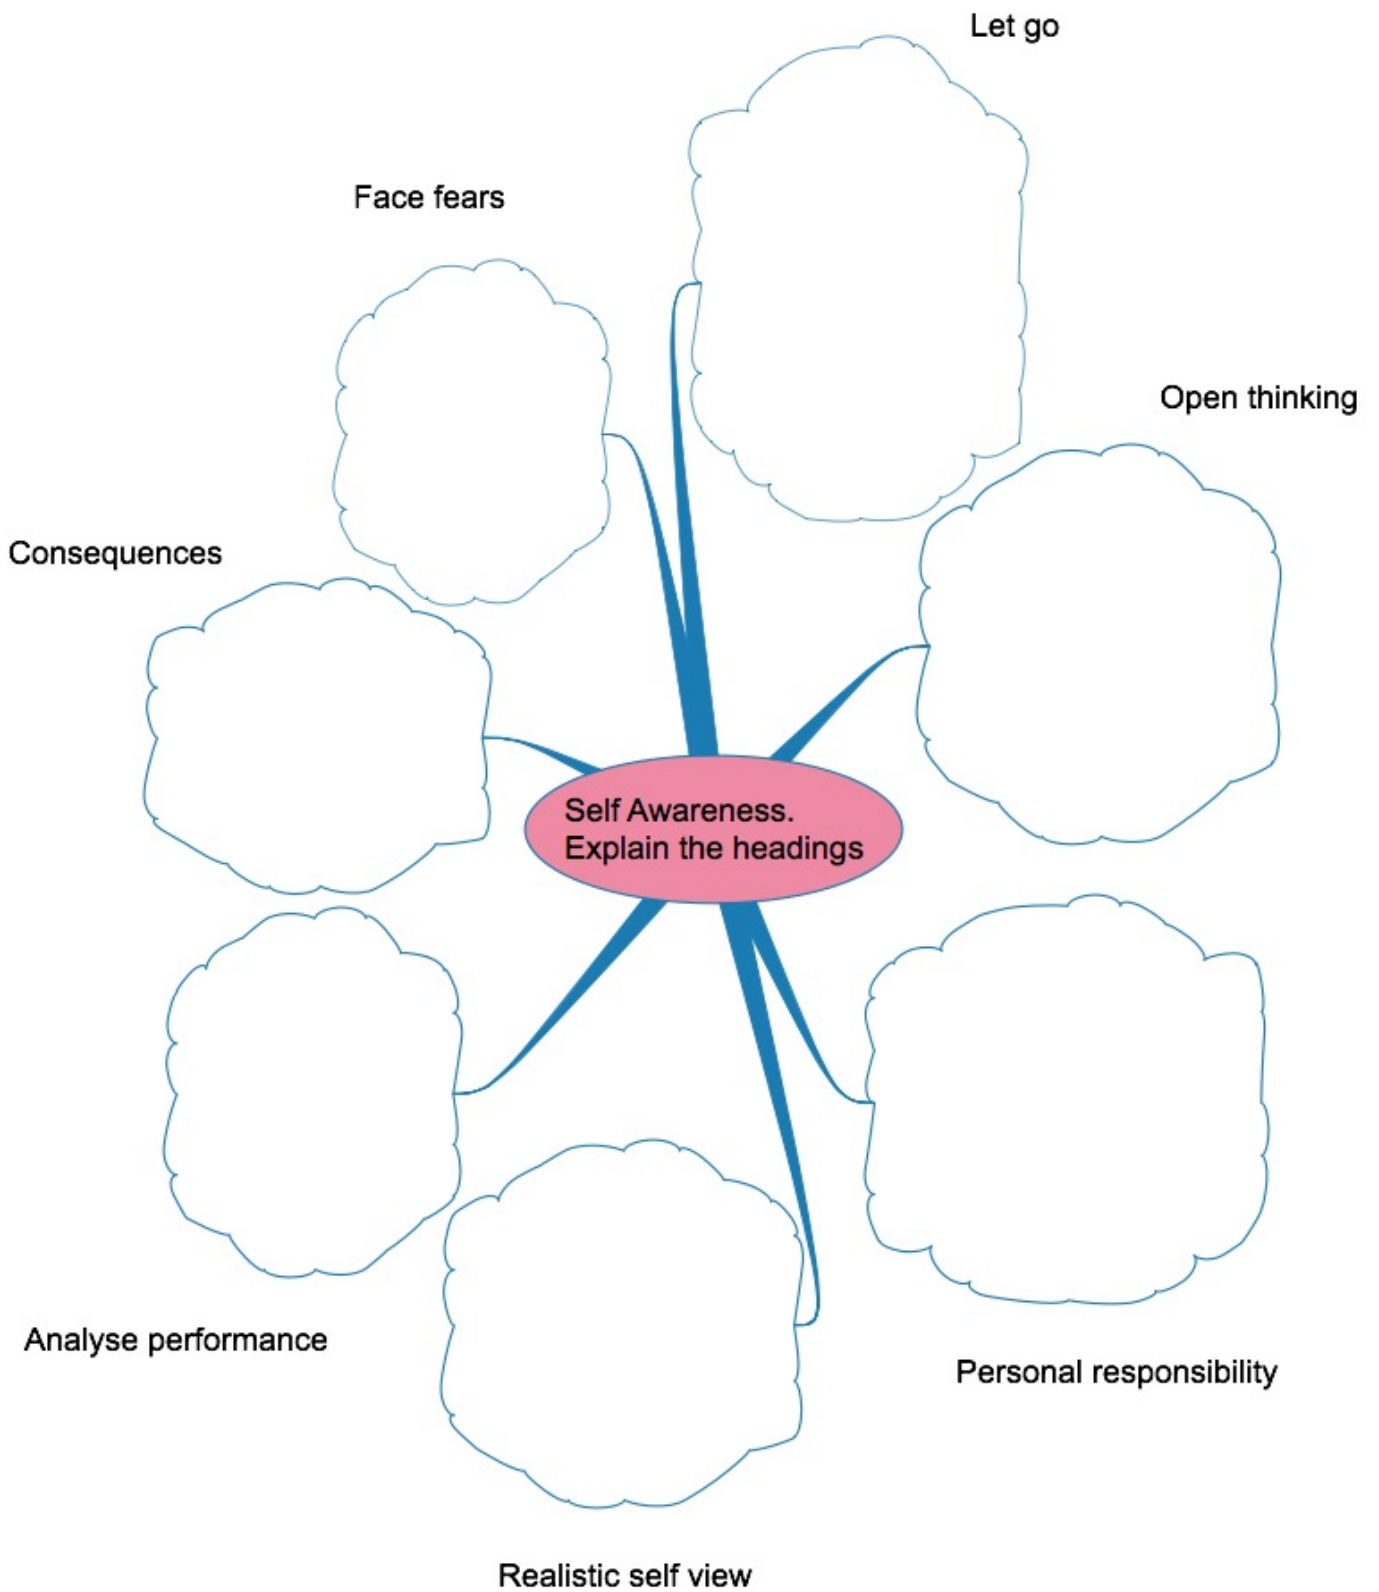 Let go
Face fears
Open thinking
Consequences
Self Awareness.
Explain the headings
Analyse performance
Personal responsibility
Realistic self view